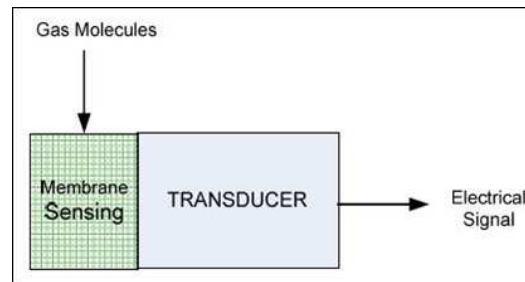 Gas Molecules
Membrane
Sensing
TRANSDUCER
Electrical
Signal